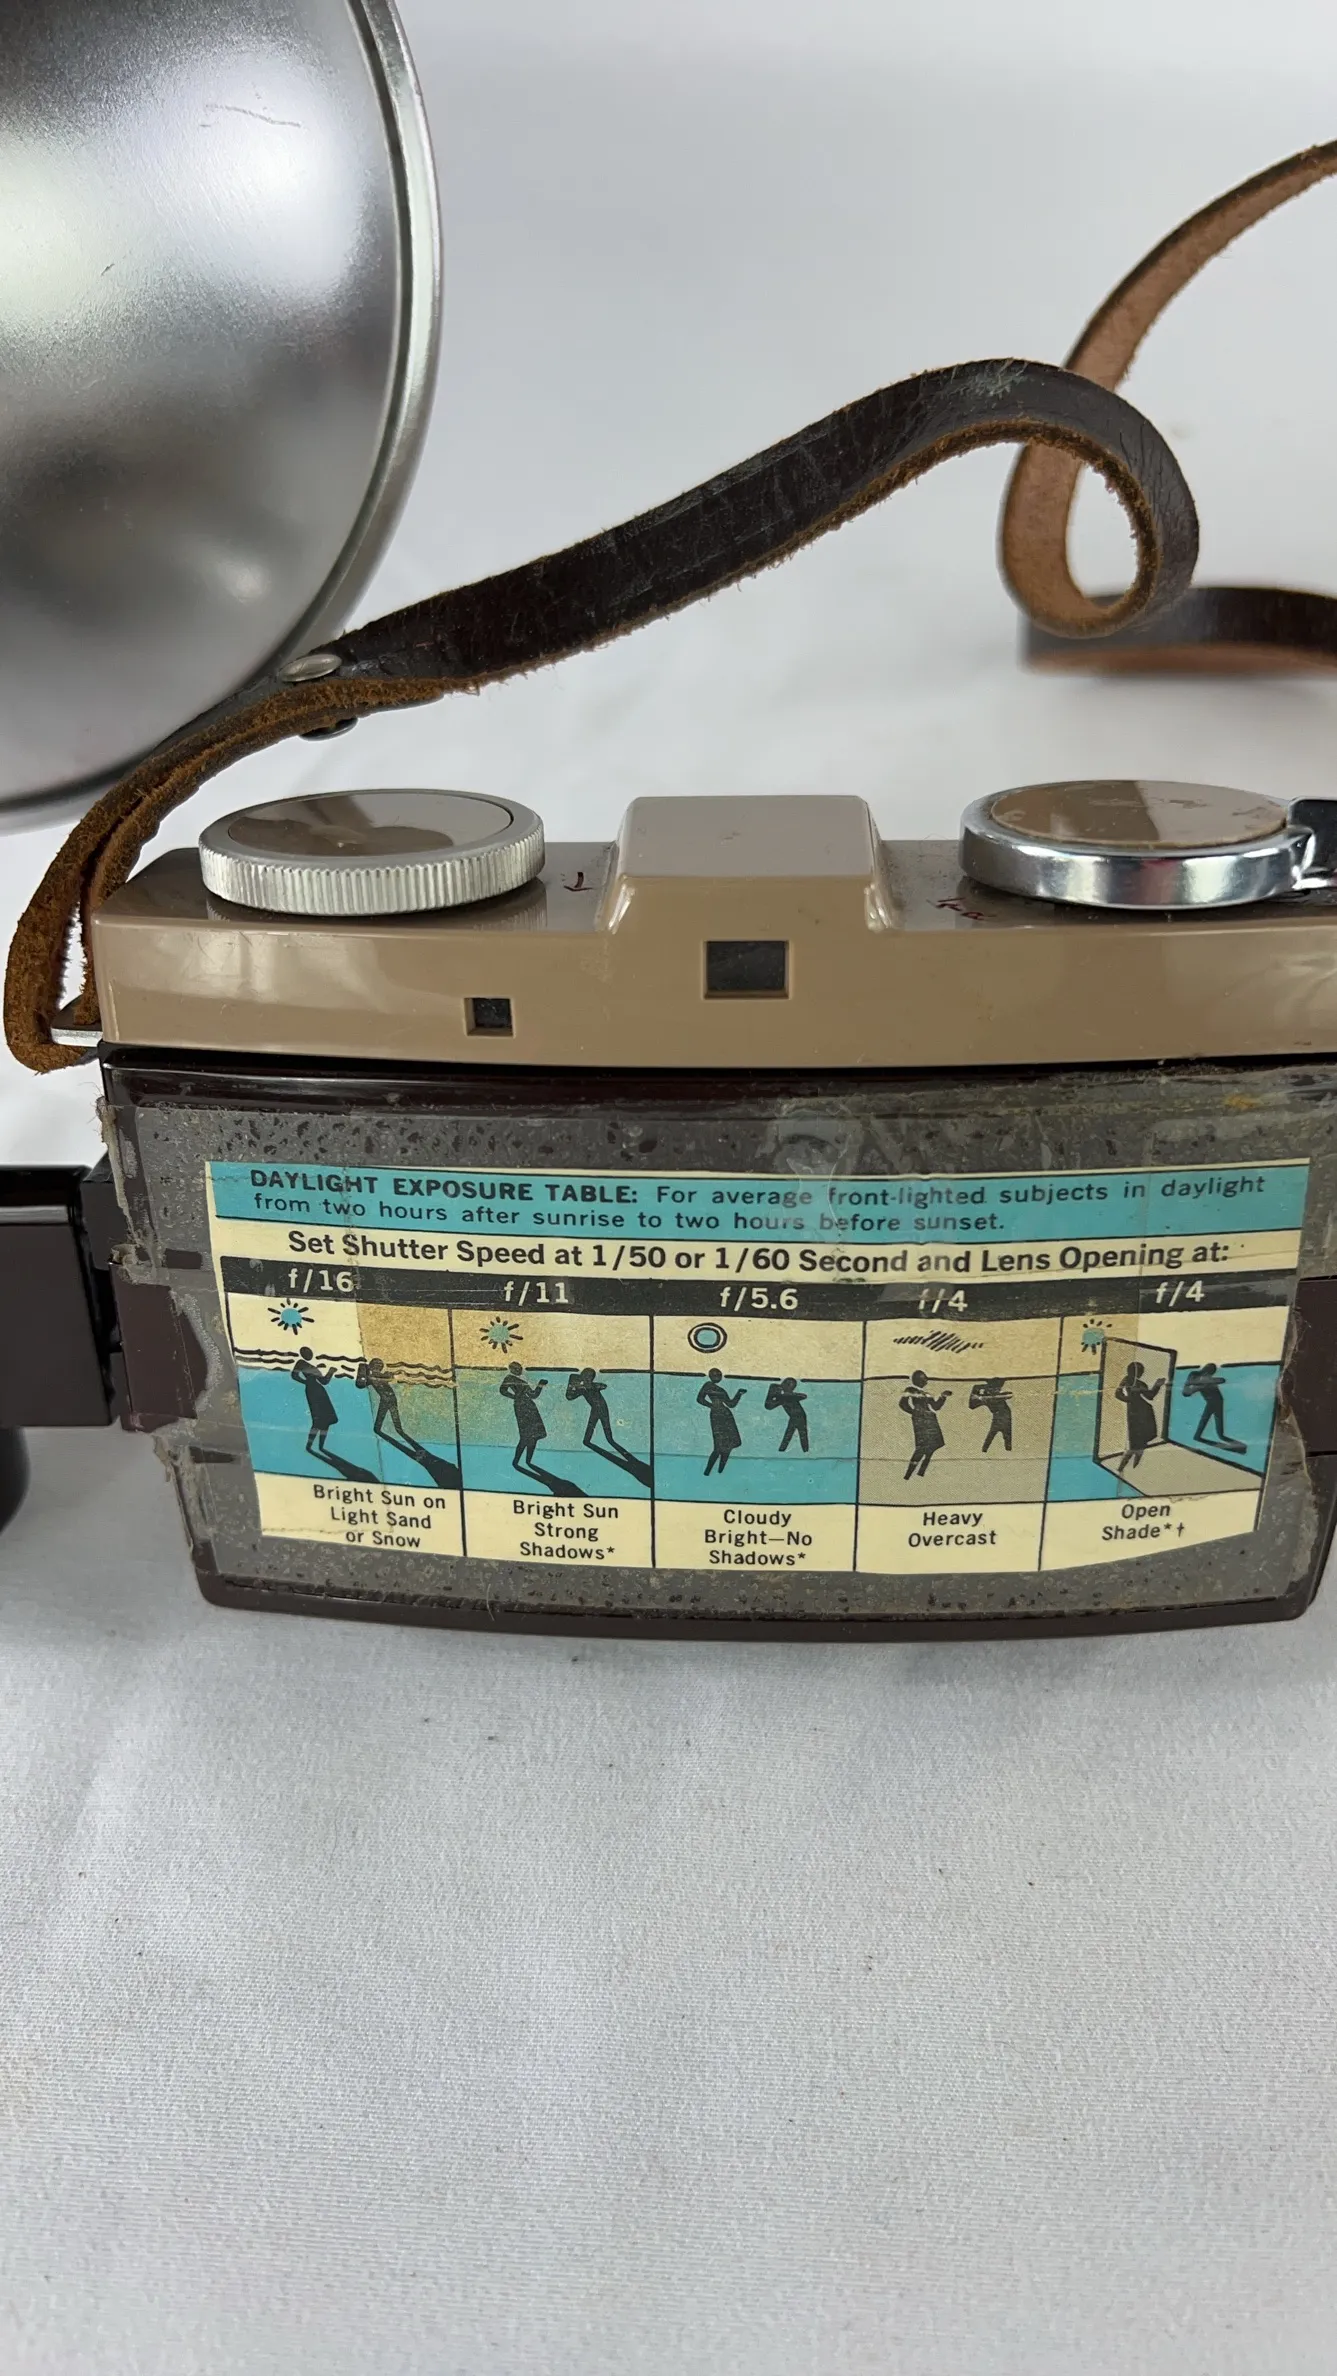 DAYLIGHT EXPOSURE TABLE: For average front-lighted subjects in daylight
from two hours after sunrise to two hours before sunset.
Set Shutter Speed at 1/50 or 1/60 Second and Lens Opening at:
f/16 f/11 f/5.6 f/4 f/4
Bright Sun on
Light Sand
or Snow
Bright Sun
Strong
Shadows*
Cloudy
Bright—No
Shadows*
Heavy
Overcast
Open
Shade*†